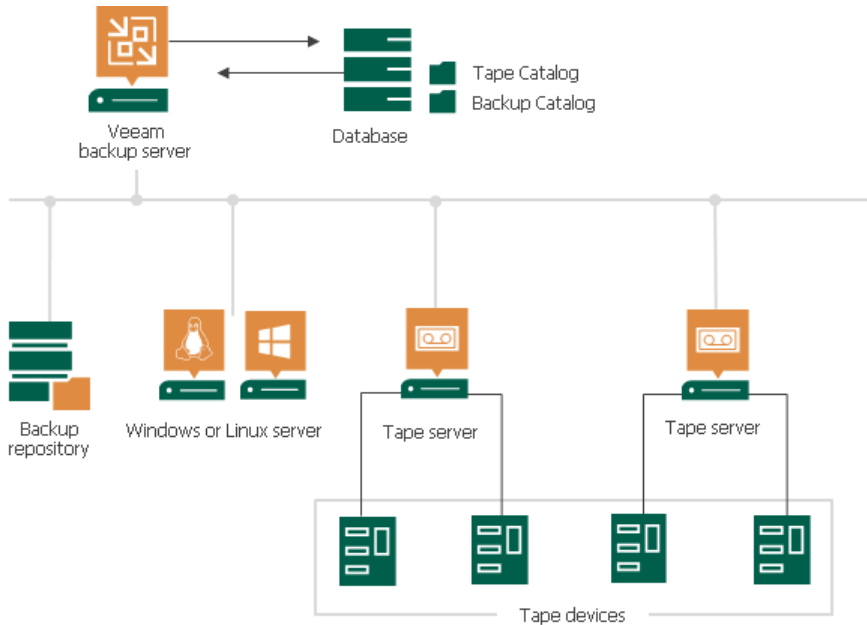 Tape Catalog
Backup Catalog
Veeam
backup server
Database
Backup
repository
Windows or Linux server
Tape server
Tape server
Tape devices